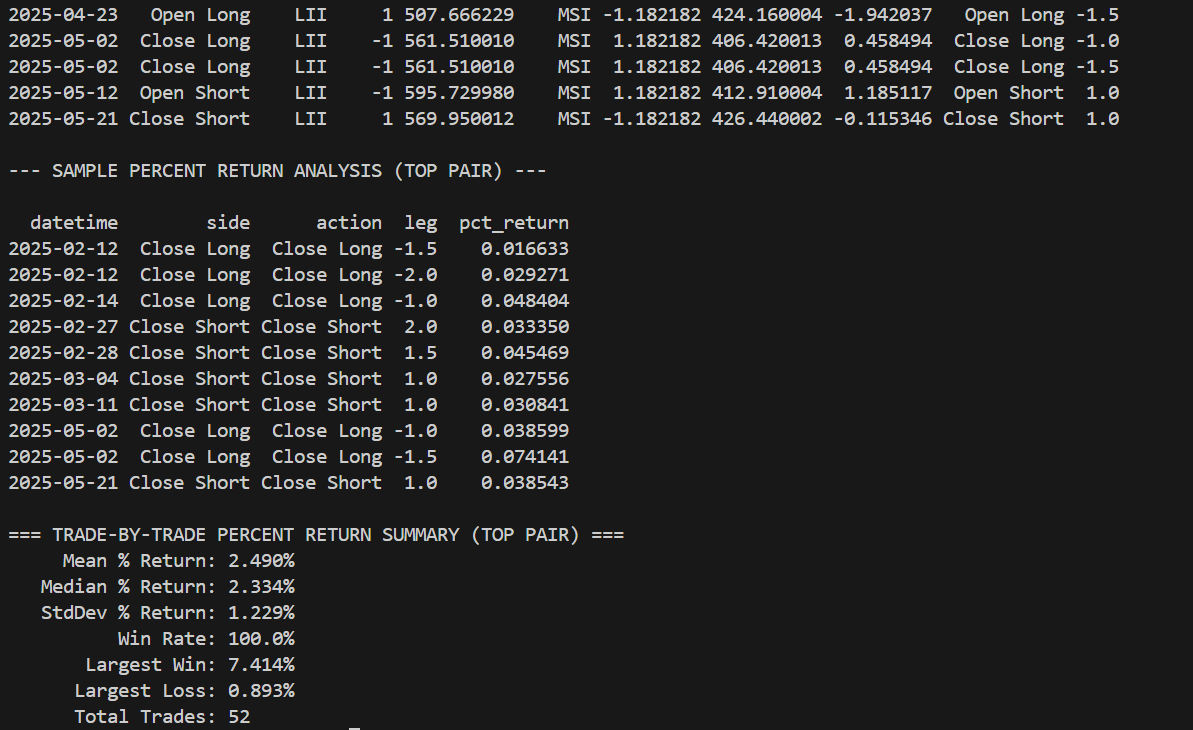 2025-04-23 Open Long LII 1 507.666229 MSI -1.182182 424.160004 -1.942037 Open Long -1.5
2025-05-02 Close Long LII -1 561.510010 MSI 1.182182 406.420013 0.458494 Close Long -1.0
2025-05-02 Close Long LII -1 561.510010 MSI 1.182182 406.420013 0.458494 Close Long -1.5
2025-05-12 Open Short LII -1 595.729980 MSI 1.182182 412.910004 1.185117 Open Short 1.0
2025-05-21 Close Short LII 1 569.950012 MSI -1.182182 426.440002 -0.115346 Close Short 1.0
--- SAMPLE PERCENT RETURN ANALYSIS (TOP PAIR) ---
datetime side action leg pct_return
2025-02-12 Close Long Close Long -1.5 0.016633
2025-02-12 Close Long Close Long -2.0 0.029271
2025-02-14 Close Long Close Long -1.0 0.048404
2025-02-27 Close Short Close Short 2.0 0.033350
2025-02-28 Close Short Close Short 1.5 0.045469
2025-03-04 Close Short Close Short 1.0 0.027556
2025-03-11 Close Short Close Short 1.0 0.030841
2025-05-02 Close Long Close Long -1.0 0.038599
2025-05-02 Close Long Close Long -1.5 0.074141
2025-05-21 Close Short Close Short 1.0 0.038543
=== TRADE-BY-TRADE PERCENT RETURN SUMMARY (TOP PAIR) ===
Mean % Return: 2.490%
Median % Return: 2.334%
StdDev % Return: 1.229%
Win Rate: 100.0%
Largest Win: 7.414%
Largest Loss: 0.893%
Total Trades: 52